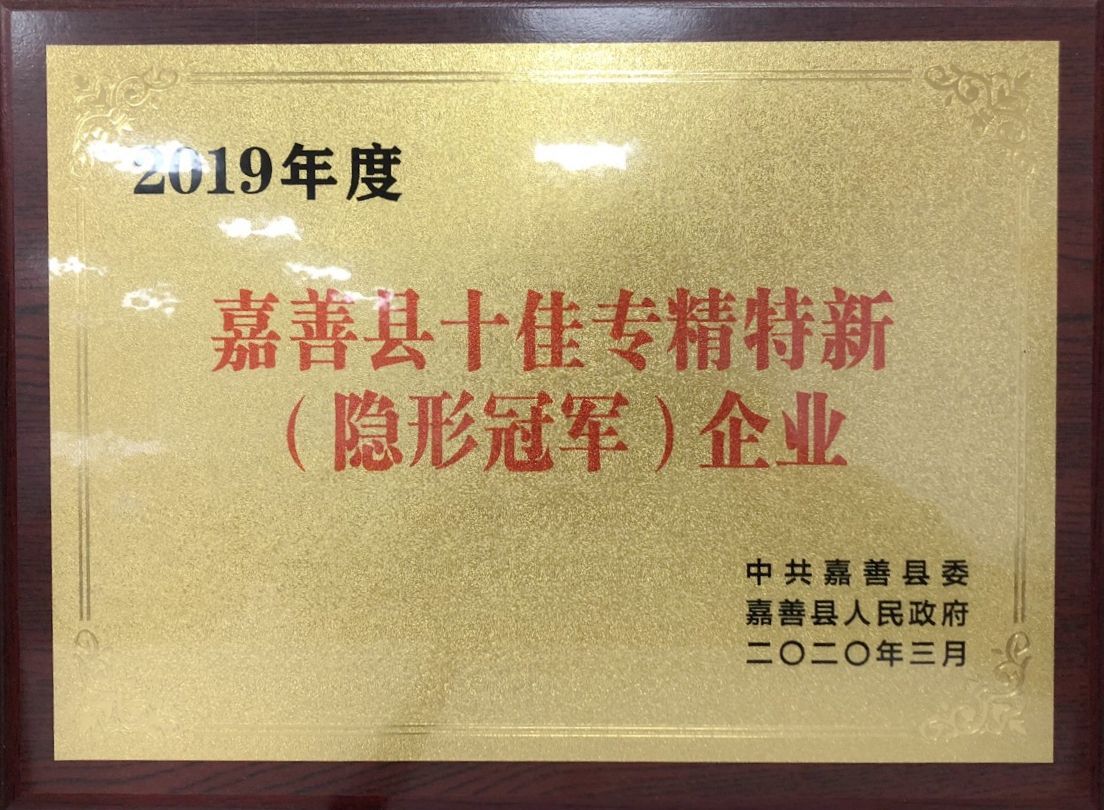 2019年度
嘉善县十佳专精特新
（隐形冠军）企业
中共嘉善县委
嘉善县人民政府
二〇二〇年三月